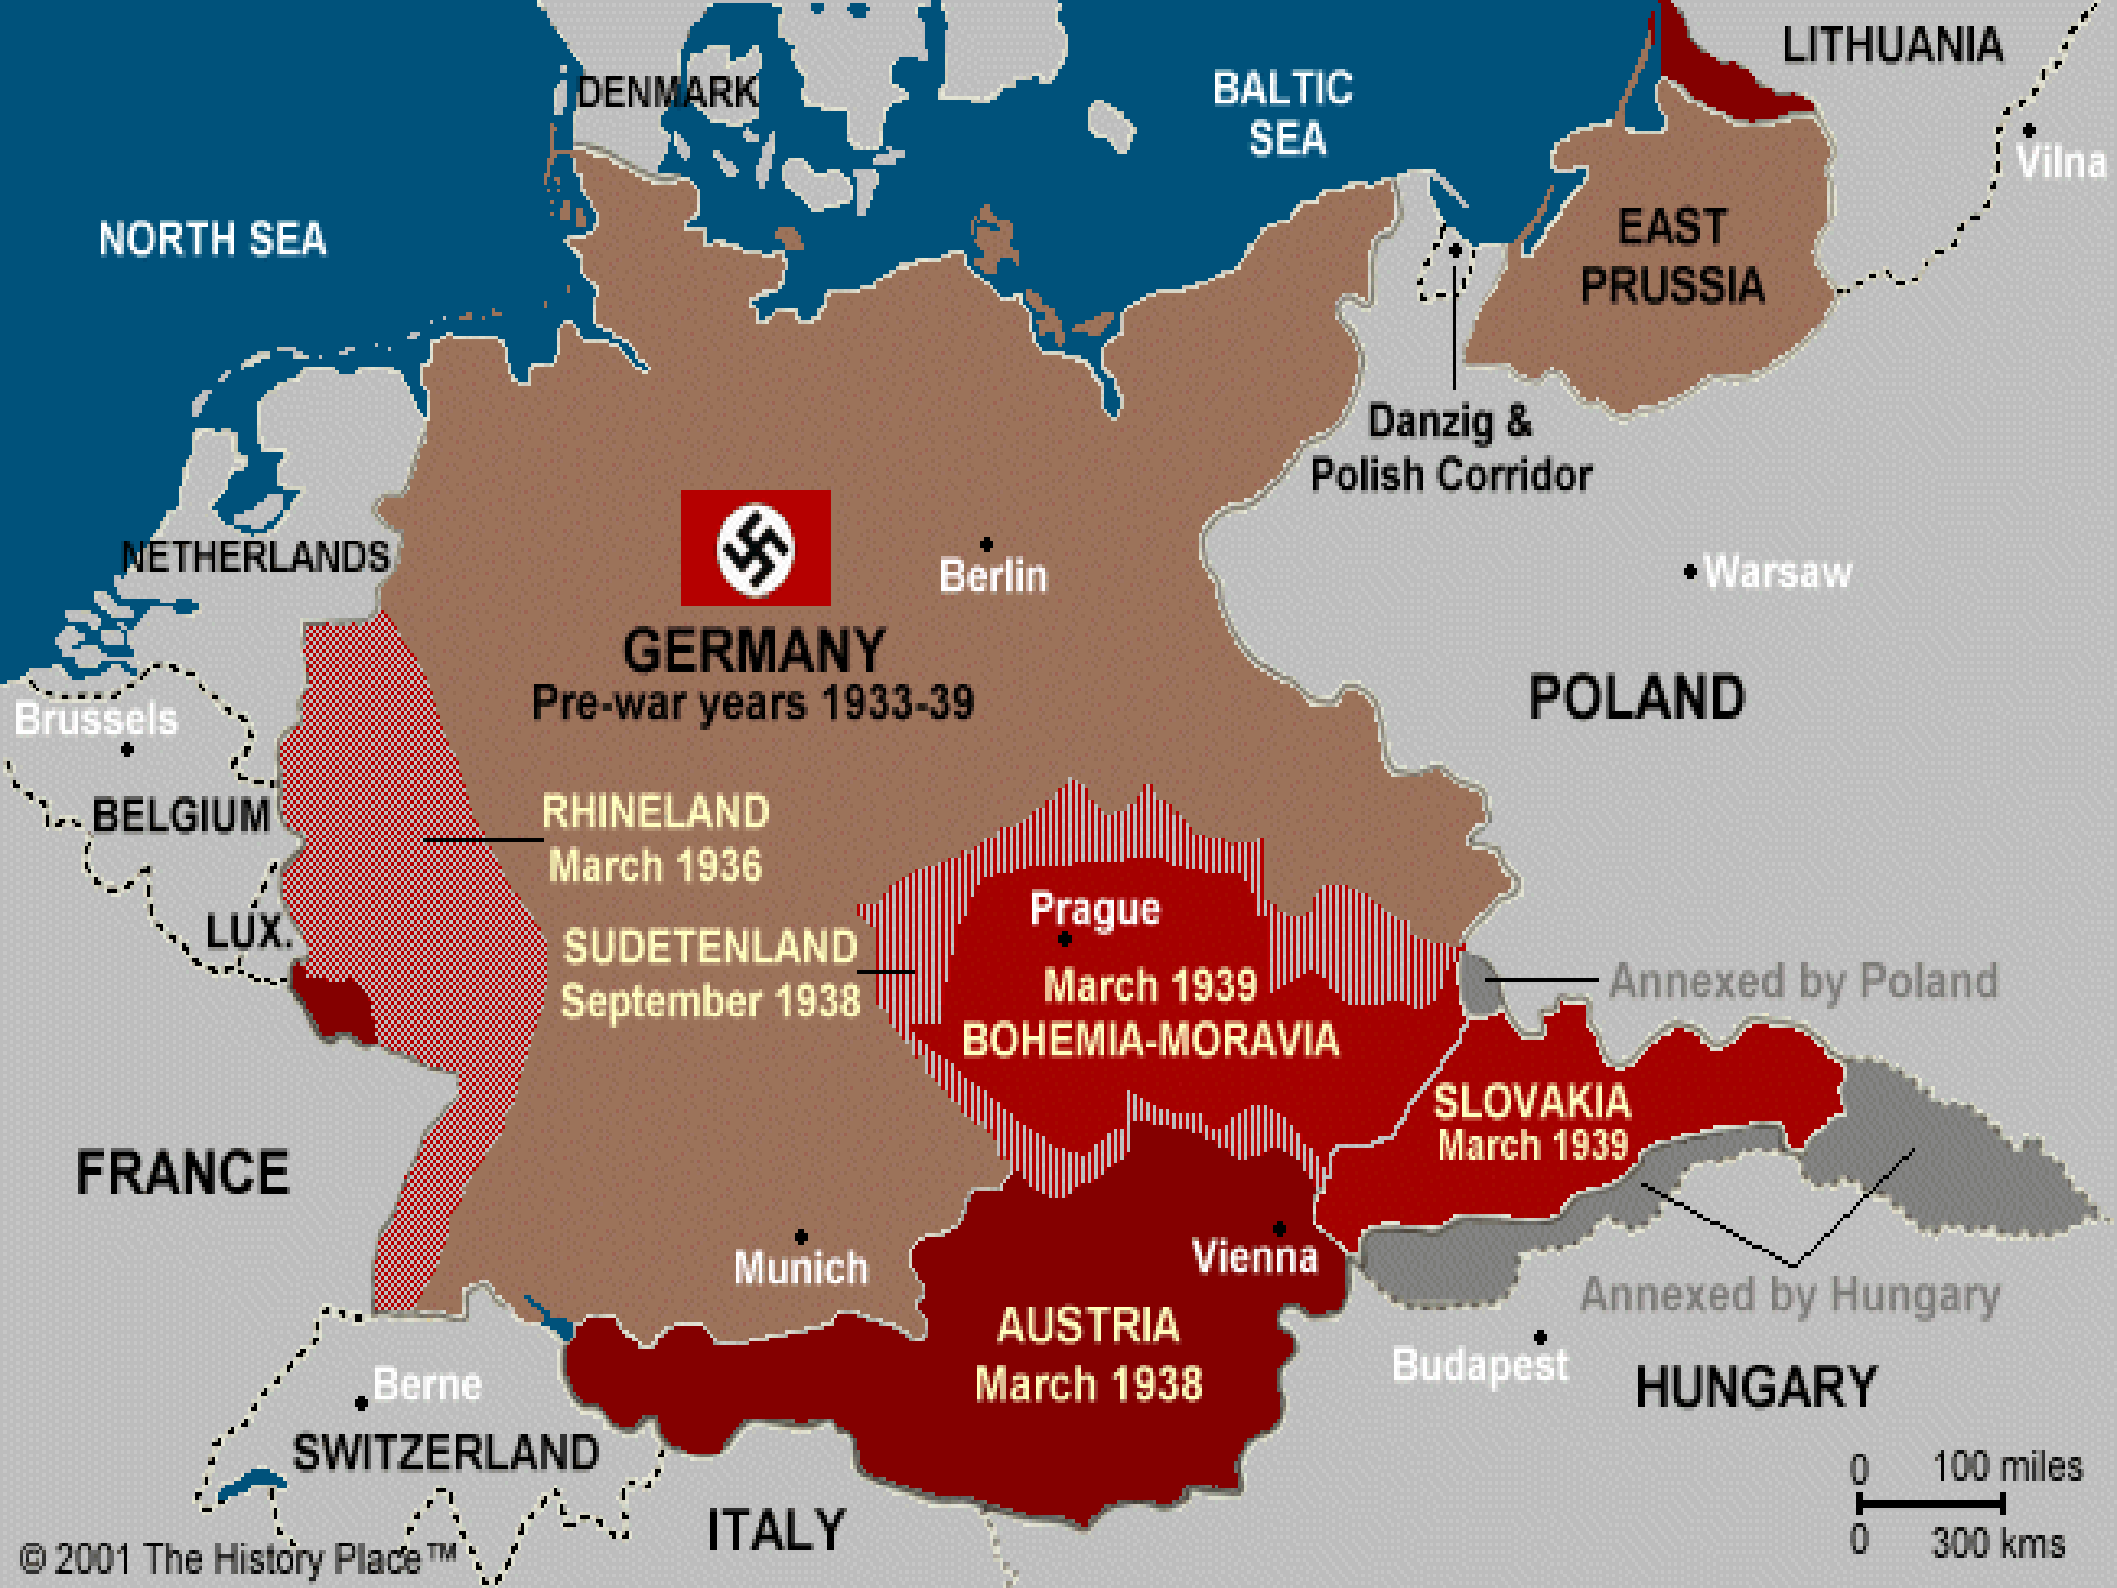 LITHUANIA
DENMARK
BALTIC
SEA
Vilna
NORTH SEA
EAST
PRUSSIA
Danzig &
Polish Corridor
NETHERLANDS
Berlin
Warsaw
GERMANY
Pre-war years 1933-39
POLAND
Brussels
BELGIUM
RHINELAND
March 1936
LUX.
SUDETENLAND
September 1938
Prague
March 1939
BOHEMIA-MORAVIA
Annexed by Poland
SLOVAKIA
March 1939
FRANCE
Munich
Vienna
Annexed by Hungary
AUSTRIA
March 1938
Budapest
HUNGARY
Berne
SWITZERLAND
ITALY
0 100 miles
0 300 kms
© 2001 The History Place™